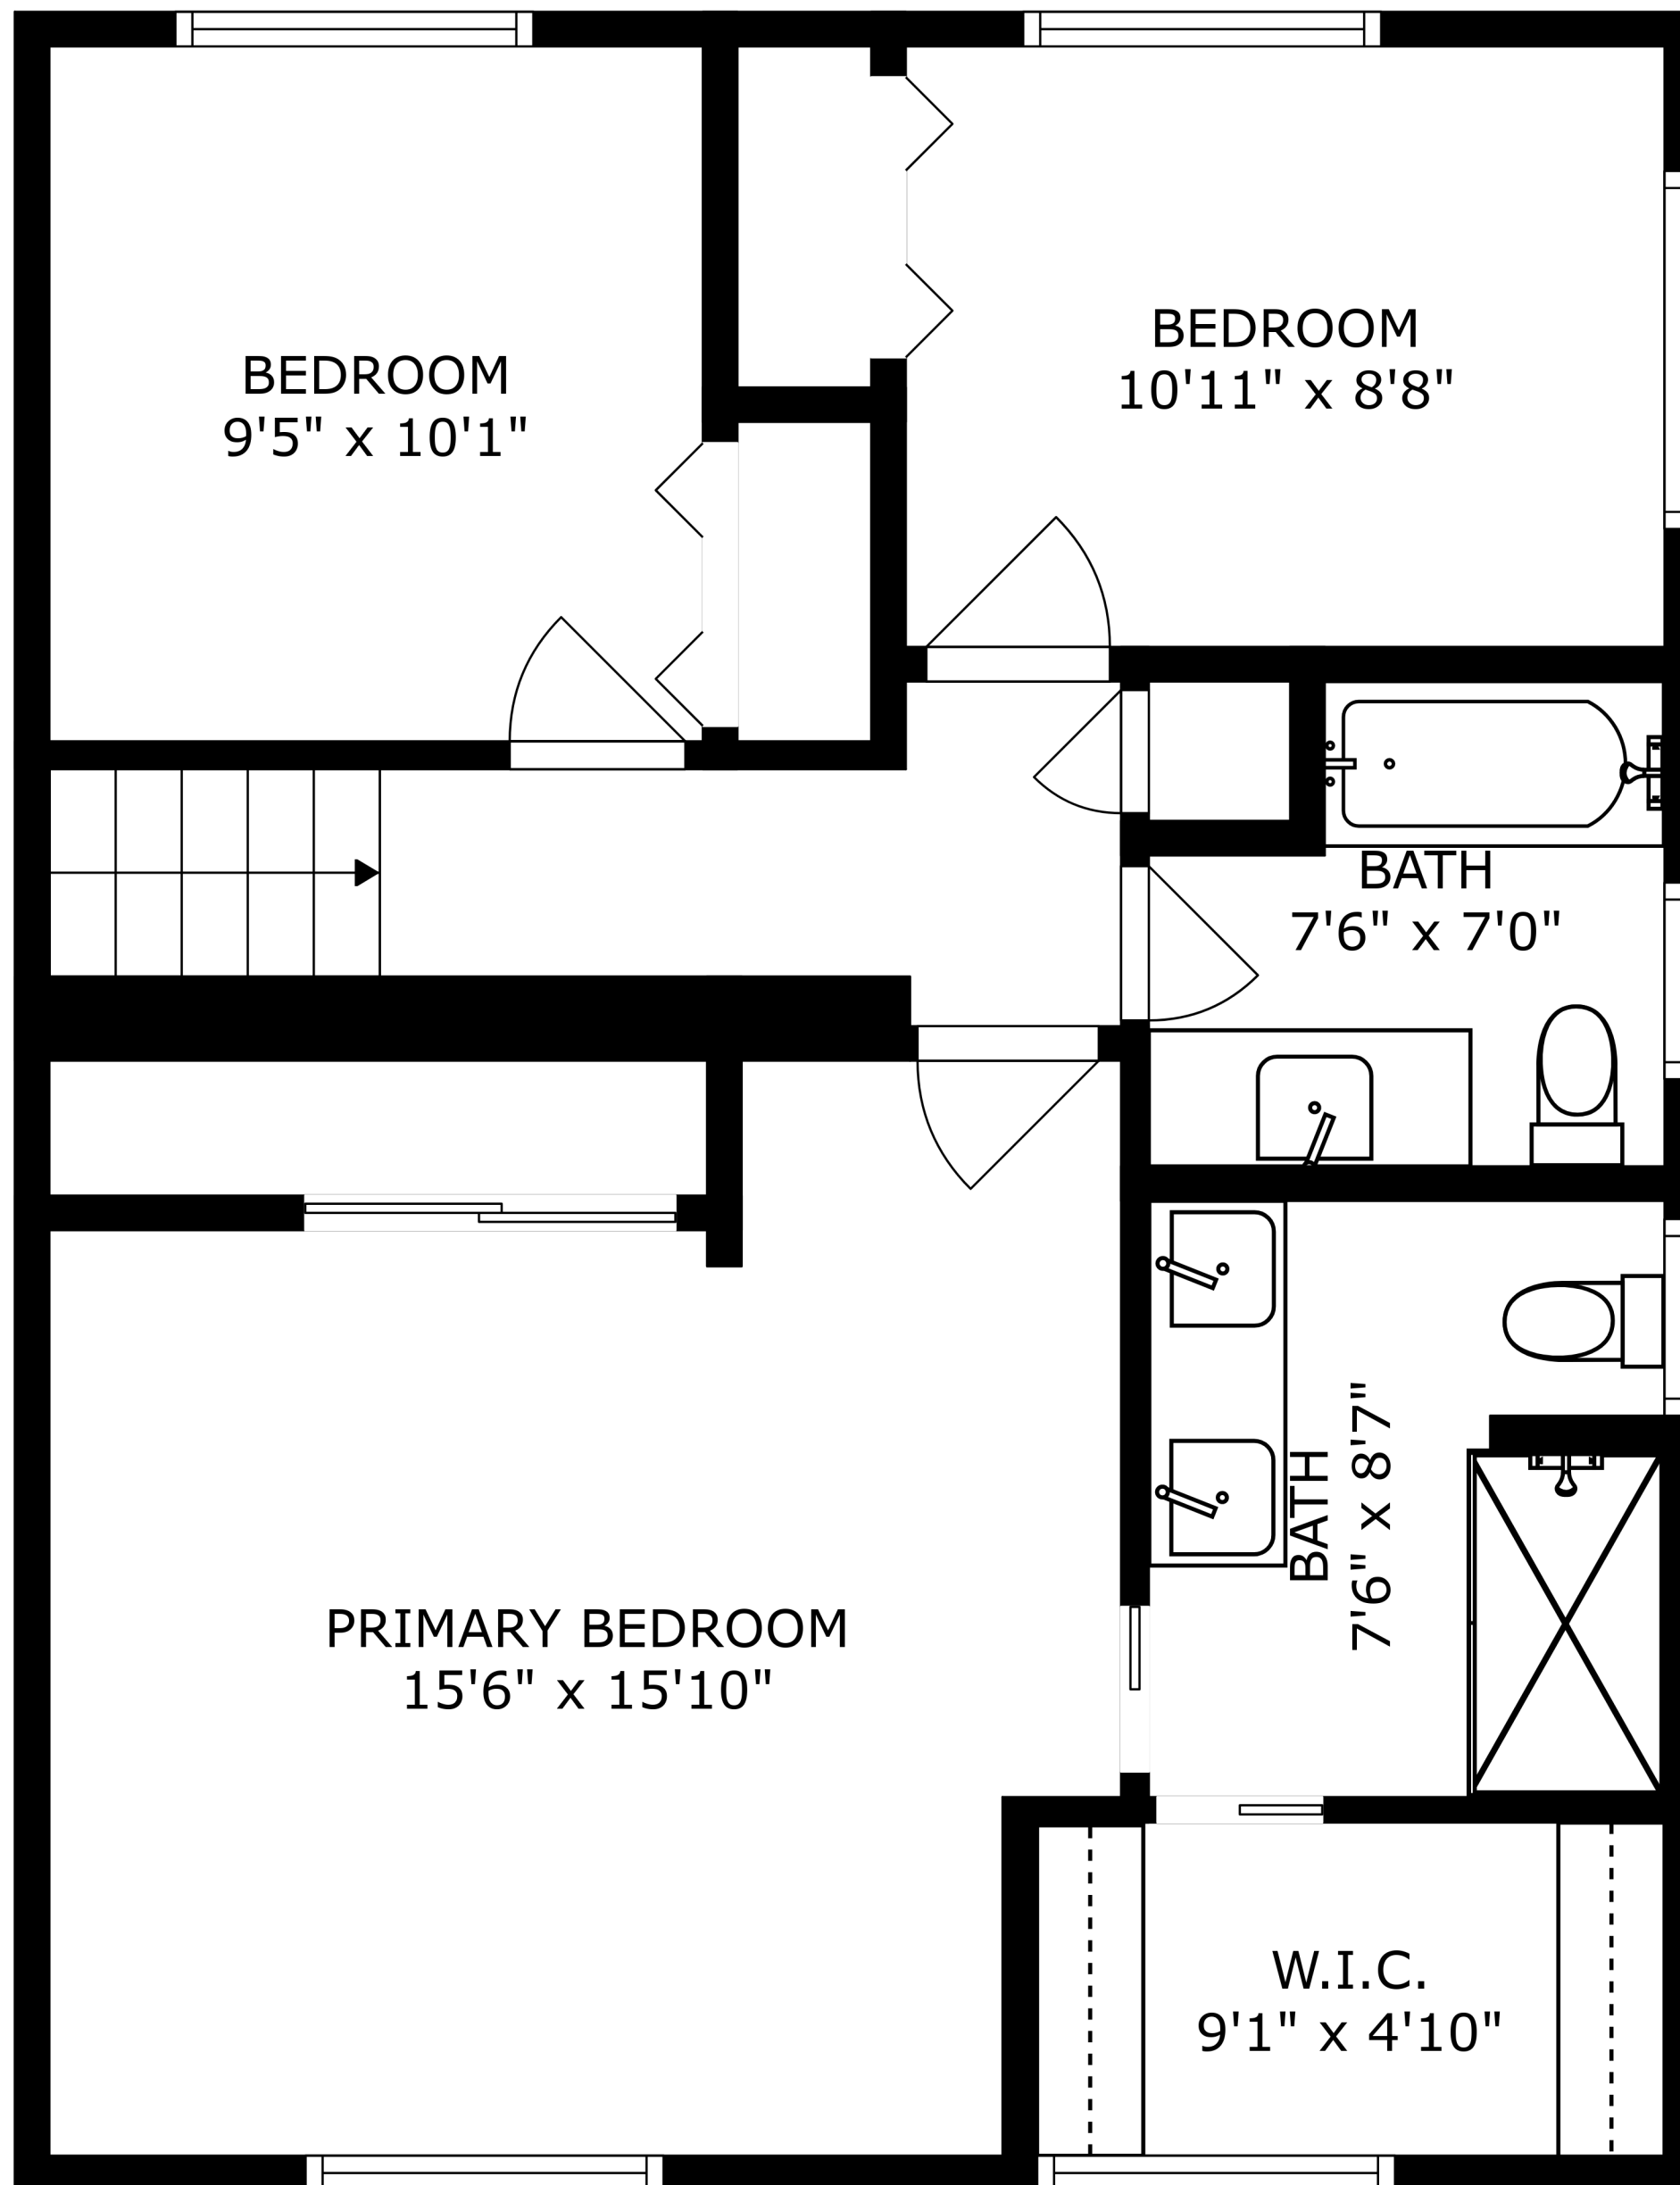 BEDROOM
9'5" x 10'1"
BEDROOM
10'11" x 8'8"
BATH
7'6" x 7'0"
BATH
7'6" x 8'7"
PRIMARY BEDROOM
15'6" x 15'10"
W.I.C.
9'1" x 4'10"